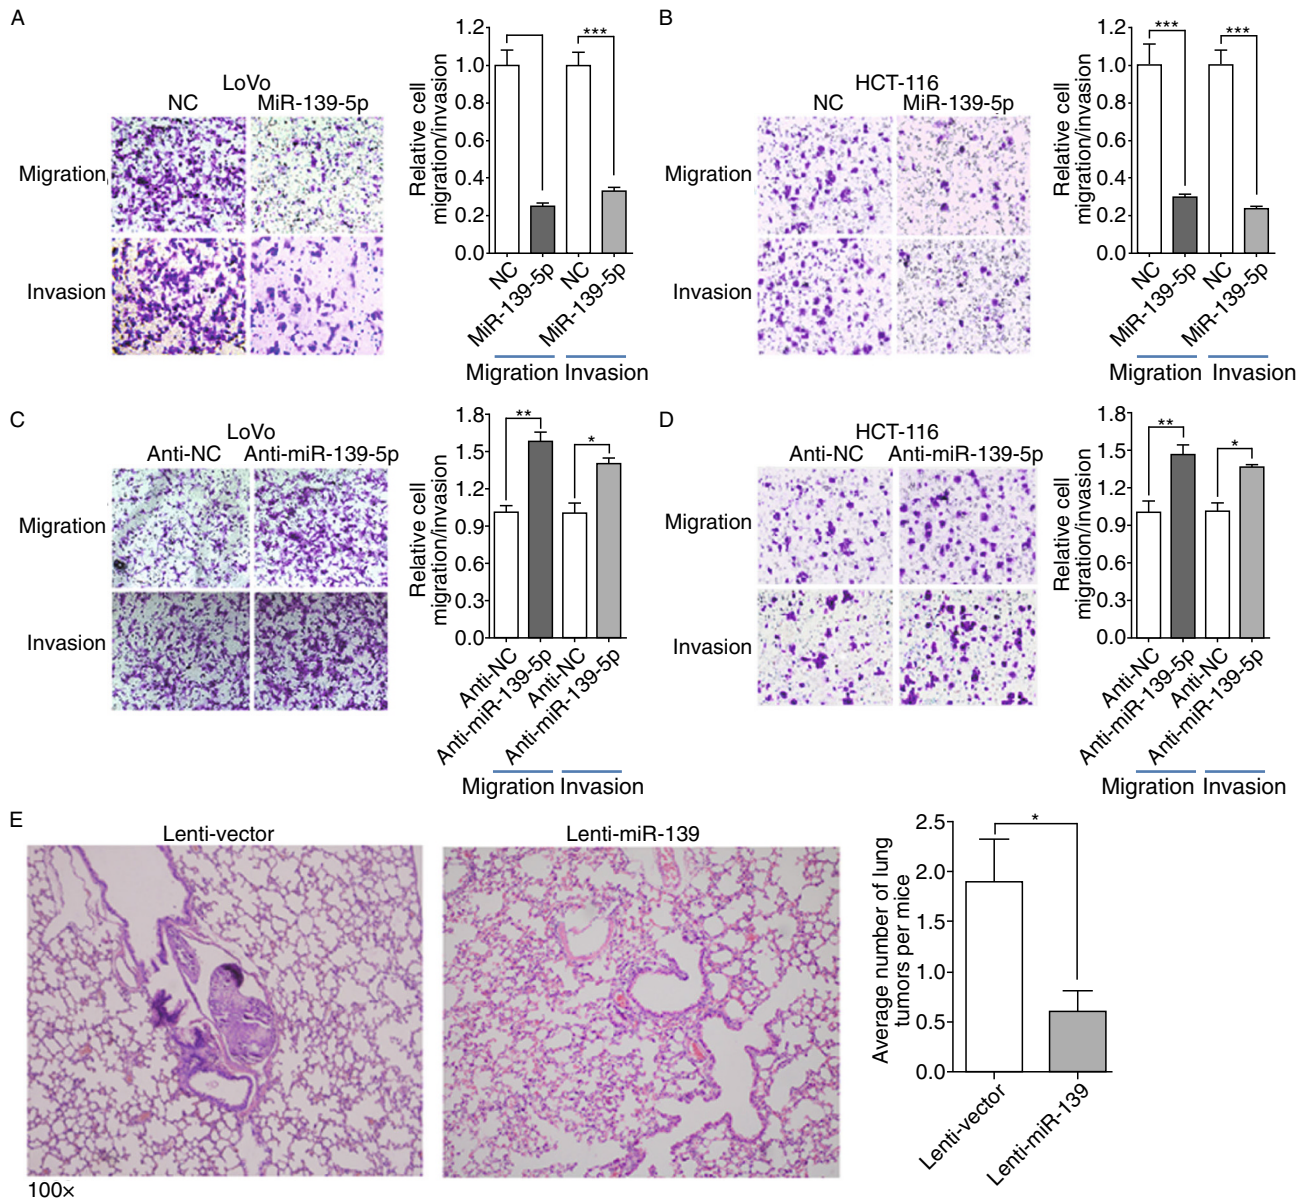 A
LoVo
NC MiR-139-5p
Migration
Invasion
Relative cell
migration/invasion
1.2
1.0
0.8
0.6
0.4
0.2
0.0
***
NC
MiR-139-5p
NC
MiR-139-5p
Migration Invasion
B
HCT-116
NC MiR-139-5p
Migration
Invasion
Relative cell
migration/invasion
1.2
1.0
0.8
0.6
0.4
0.2
0.0
***
***
NC
MiR-139-5p
NC
MiR-139-5p
Migration Invasion
C
LoVo
Anti-NC Anti-miR-139-5p
Migration
Invasion
Relative cell
migration/invasion
1.8
1.5
1.2
0.9
0.6
1.3
0.0
**
*
Anti-NC
Anti-miR-139-5p
Anti-NC
Anti-miR-139-5p
Migration Invasion
D
HCT-116
Anti-NC Anti-miR-139-5p
Migration
Invasion
Relative cell
migration/invasion
1.8
1.5
1.2
0.9
0.6
1.3
0.0
**
*
Anti-NC
Anti-miR-139-5p
Anti-NC
Anti-miR-139-5p
Migration Invasion
E
Lenti-vector
Lenti-miR-139
100×
Average number of lung
tumors per mice
2.5
2.0
1.5
1.0
0.5
0.0
*
Lenti-vector
Lenti-miR-139